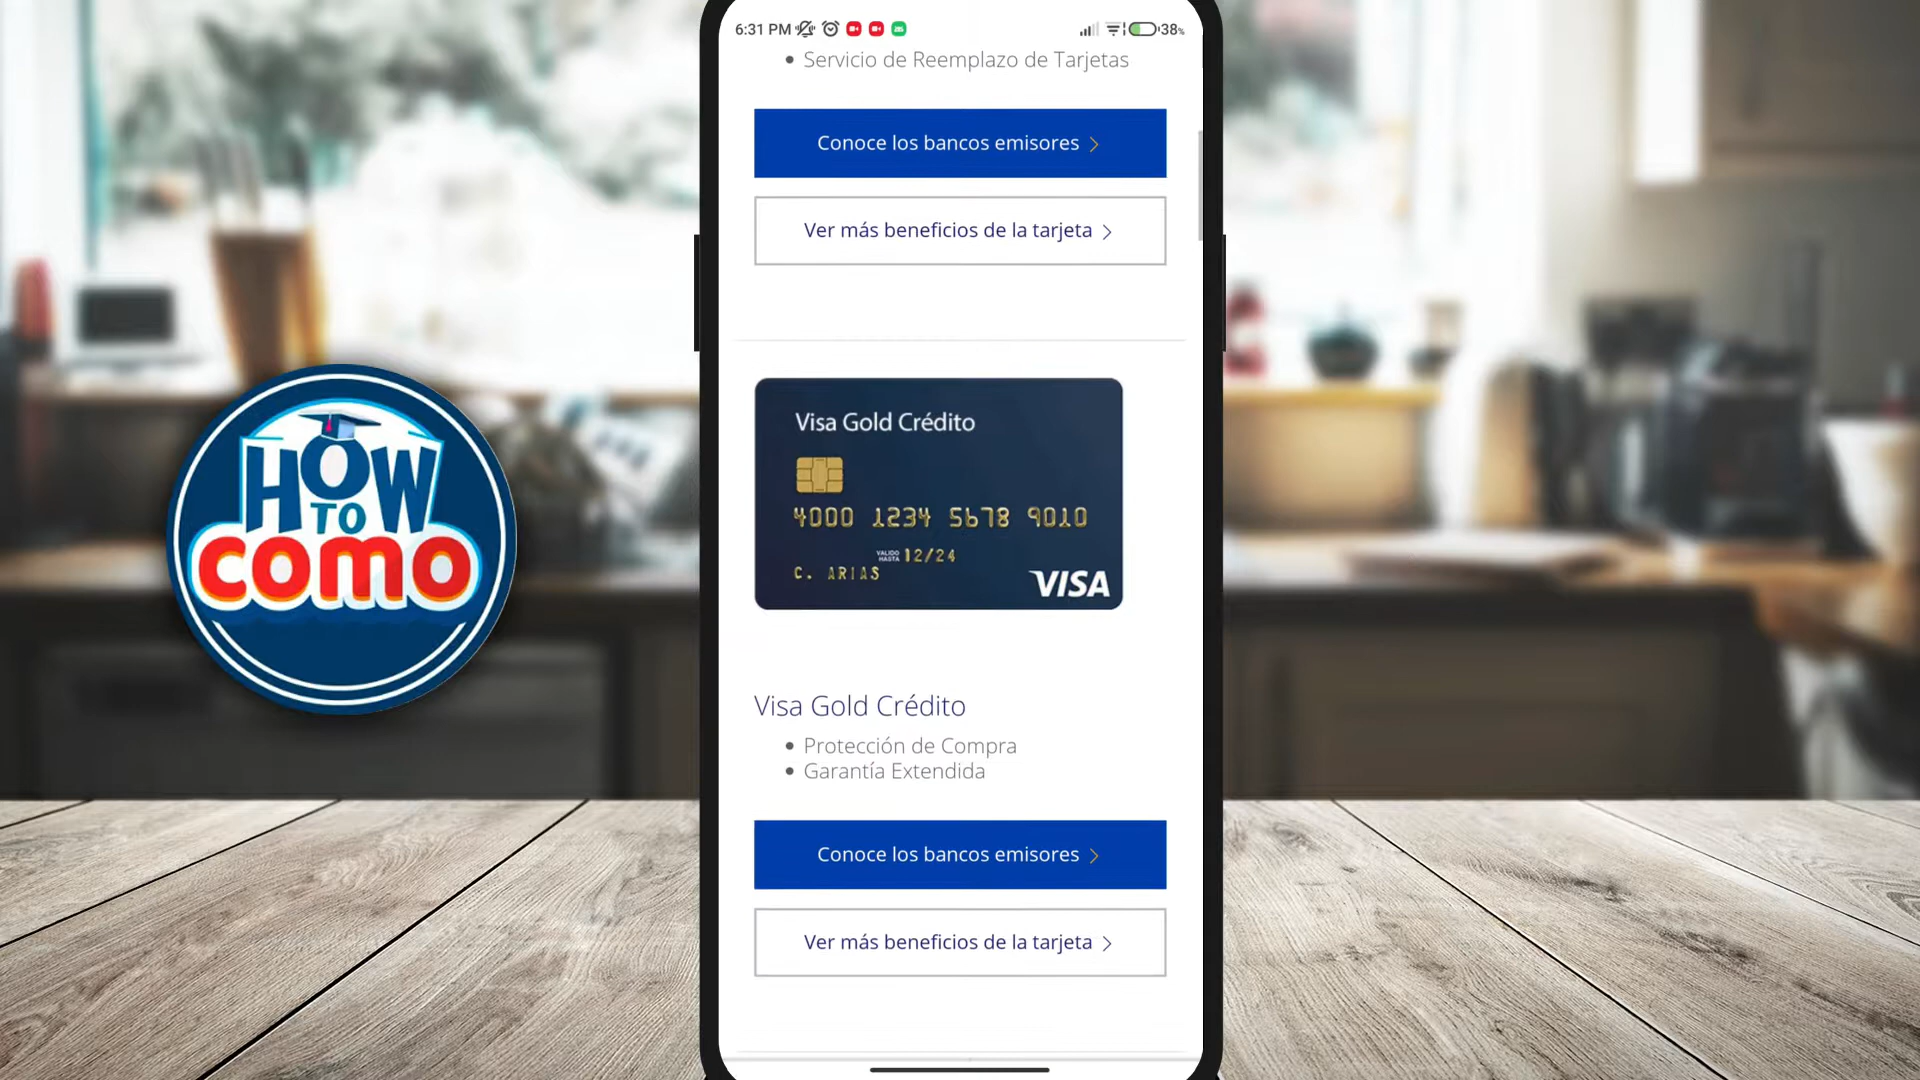 6:31 PM
38%
Servicio de Reemplazo de Tarjetas
Conoce los bancos emisores
Ver más beneficios de la tarjeta
Visa Gold Crédito
4000 1234 5678 9010
VALIDO HASTA 12/24
C. ARIAS
VISA
HOW
TO
COMO
Visa Gold Crédito
Protección de Compra
Garantía Extendida
Conoce los bancos emisores
Ver más beneficios de la tarjeta